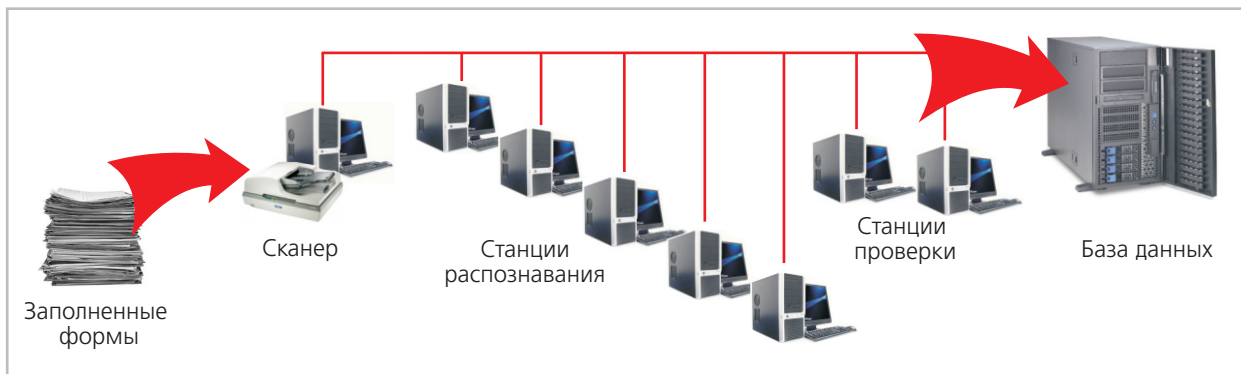 Заполненные
формы
Сканер
Станции
распознавания
Станции
проверки
База данных